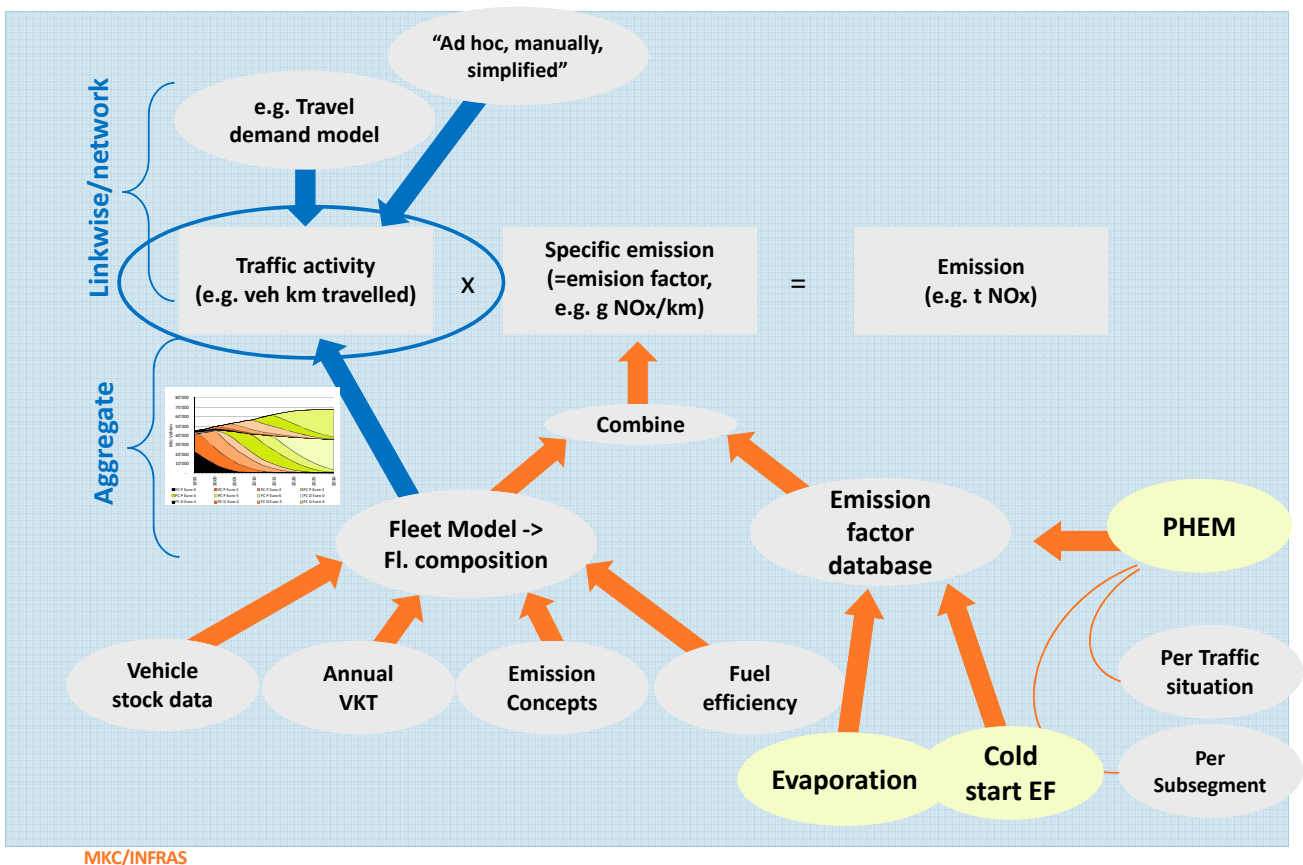 “Ad hoc, manually,
simplified”
e.g. Travel
demand model
Linkwise/network
Traffic activity
(e.g. veh km travelled)
x
Specific emission
(=emision factor,
e.g. g NOx/km)
=
Emission
(e.g. t NOx)
Aggregate
Combine
Fleet Model ->
Fl. composition
Emission
factor
database
PHEM
Vehicle
stock data
Annual
VKT
Emission
Concepts
Fuel
efficiency
Per Traffic
situation
Evaporation
Cold
start EF
Per
Subsegment
MKC/INFRAS